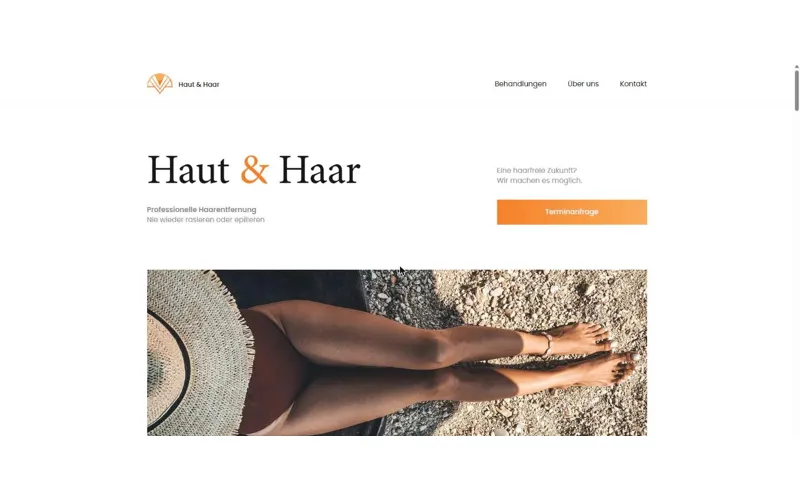 Haut & Haar
Behandlungen
Über uns
Kontakt
Haut & Haar
Eine haarfreie Zukunft?
Wir machen es möglich.
Professionelle Haarentfernung
Nie wieder rasieren oder epilieren
Terminanfrage